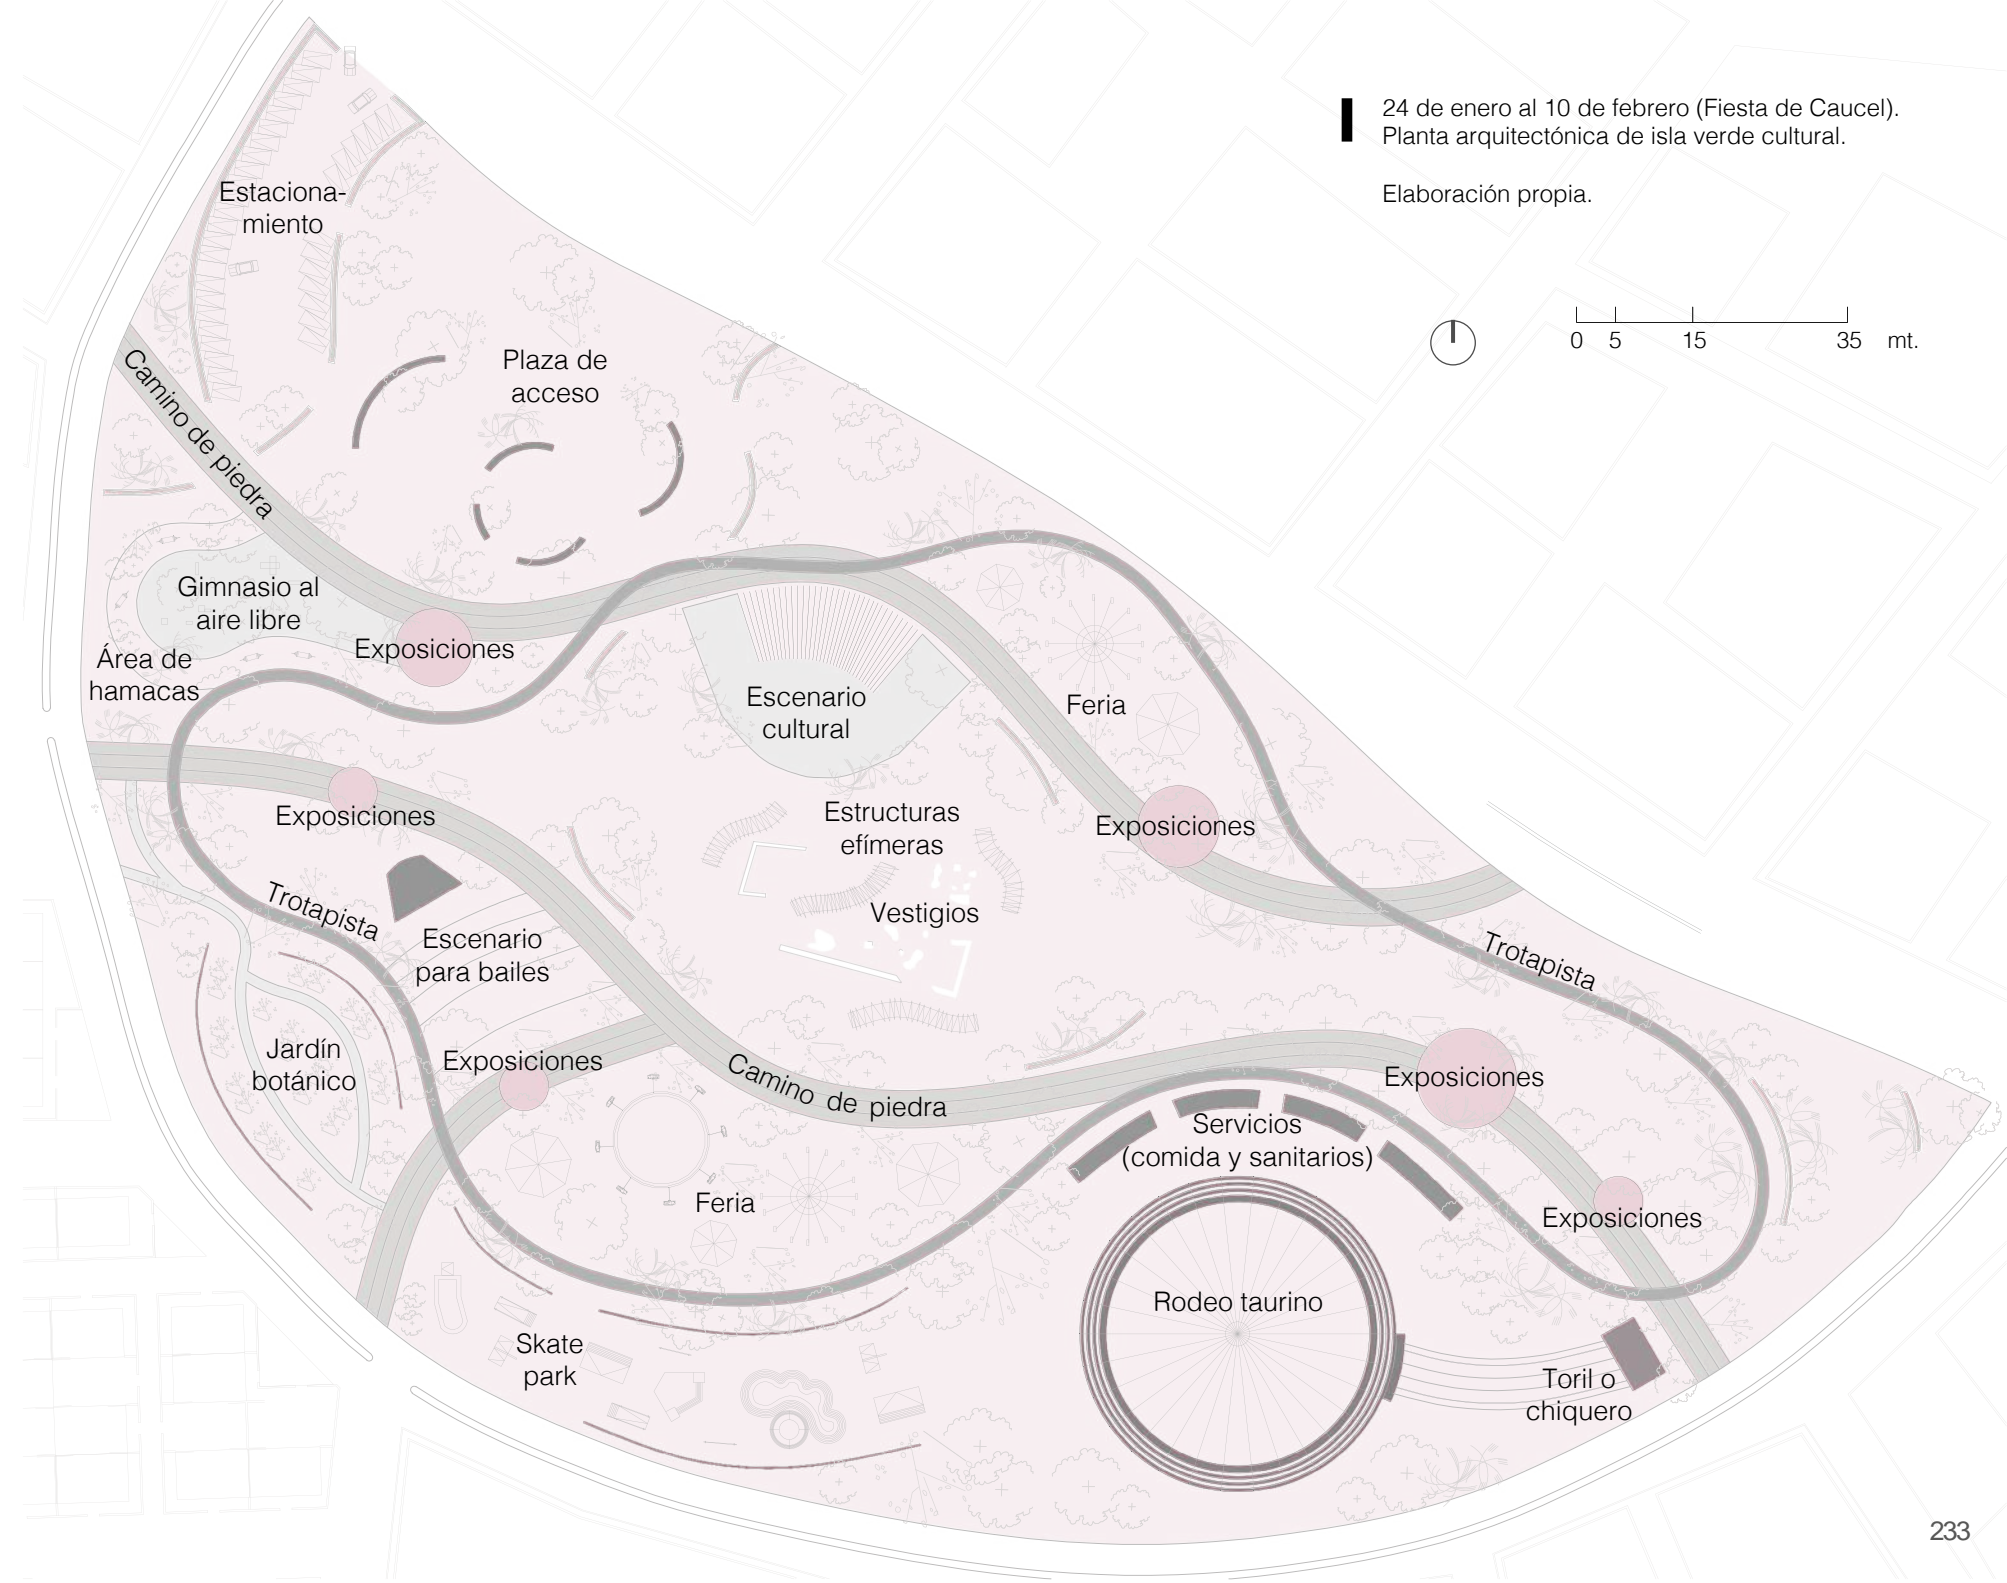 24 de enero al 10 de febrero (Fiesta de Caucel).
Planta arquitectónica de isla verde cultural.
Elaboración propia.
0 5 15 35 mt.
Estaciona-
miento
Camino de piedra
Plaza de
acceso
Gimnasio al
aire libre
Exposiciones
Área de
hamacas
Escenario
cultural
Feria
Exposiciones
Estructuras
efímeras
Exposiciones
Vestigios
Trotapista
Escenario
para bailes
Trotapista
Jardín
botánico
Exposiciones
Camino de piedra
Exposiciones
Servicios
(comida y sanitarios)
Feria
Exposiciones
Rodeo taurino
Skate
park
Toril o
chiquero
233